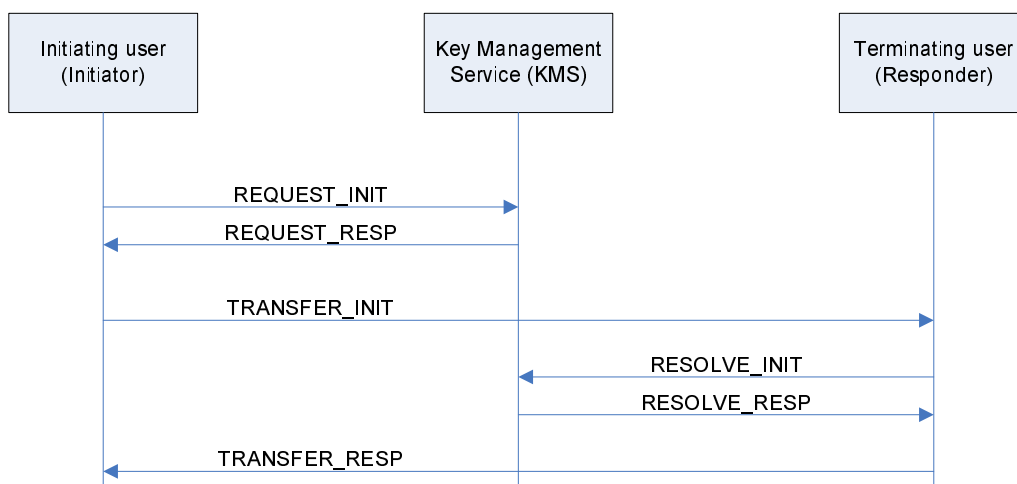 Initiating user
(Initiator)
Key Management
Service (KMS)
Terminating user
(Responder)
REQUEST_INIT
REQUEST_RESP
TRANSFER_INIT
RESOLVE_INIT
RESOLVE_RESP
TRANSFER_RESP